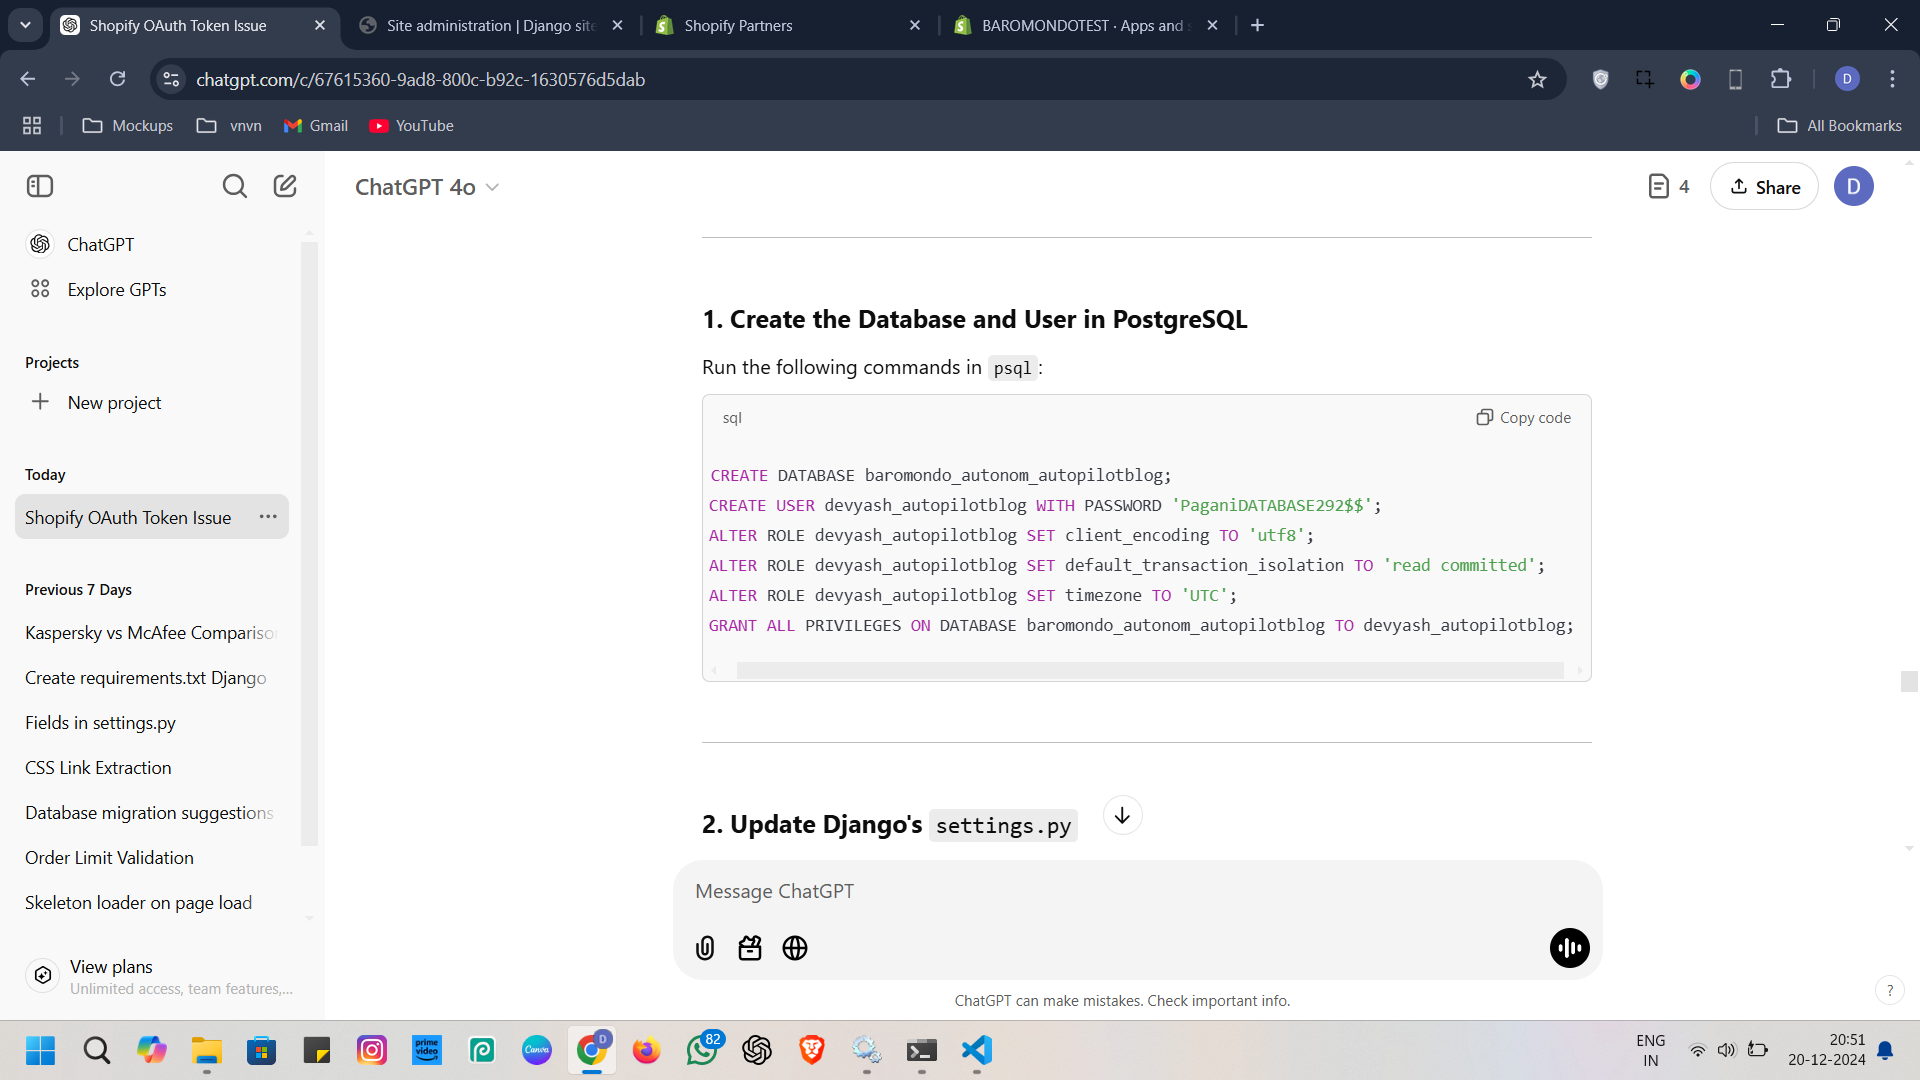 Shopify OAuth Token Issue
Site administration | Django site
Shopify Partners
BAROMONDOTEST · Apps and s
chatgpt.com/c/67615360-9ad8-800c-b92c-1630576d5dab
D
Mockups
vnvn
Gmail
YouTube
All Bookmarks
ChatGPT 4o
4
Share
D
ChatGPT
Explore GPTs
Projects
New project
Today
Shopify OAuth Token Issue
Previous 7 Days
Kaspersky vs McAfee Comparison
Create requirements.txt Django
Fields in settings.py
CSS Link Extraction
Database migration suggestions
Order Limit Validation
Skeleton loader on page load
View plans
Unlimited access, team features,...
1. Create the Database and User in PostgreSQL
Run the following commands in psql:
sql
Copy code
CREATE DATABASE baromondo_autonom_autopilotblog;
CREATE USER devyash_autopilotblog WITH PASSWORD 'PaganiDATABASE292$$';
ALTER ROLE devyash_autopilotblog SET client_encoding TO 'utf8';
ALTER ROLE devyash_autopilotblog SET default_transaction_isolation TO 'read committed';
ALTER ROLE devyash_autopilotblog SET timezone TO 'UTC';
GRANT ALL PRIVILEGES ON DATABASE baromondo_autonom_autopilotblog TO devyash_autopilotblog;
2. Update Django's settings.py
Message ChatGPT
ChatGPT can make mistakes. Check important info.
?
prime video
Canva
D
82
ENG
IN
20:51
20-12-2024